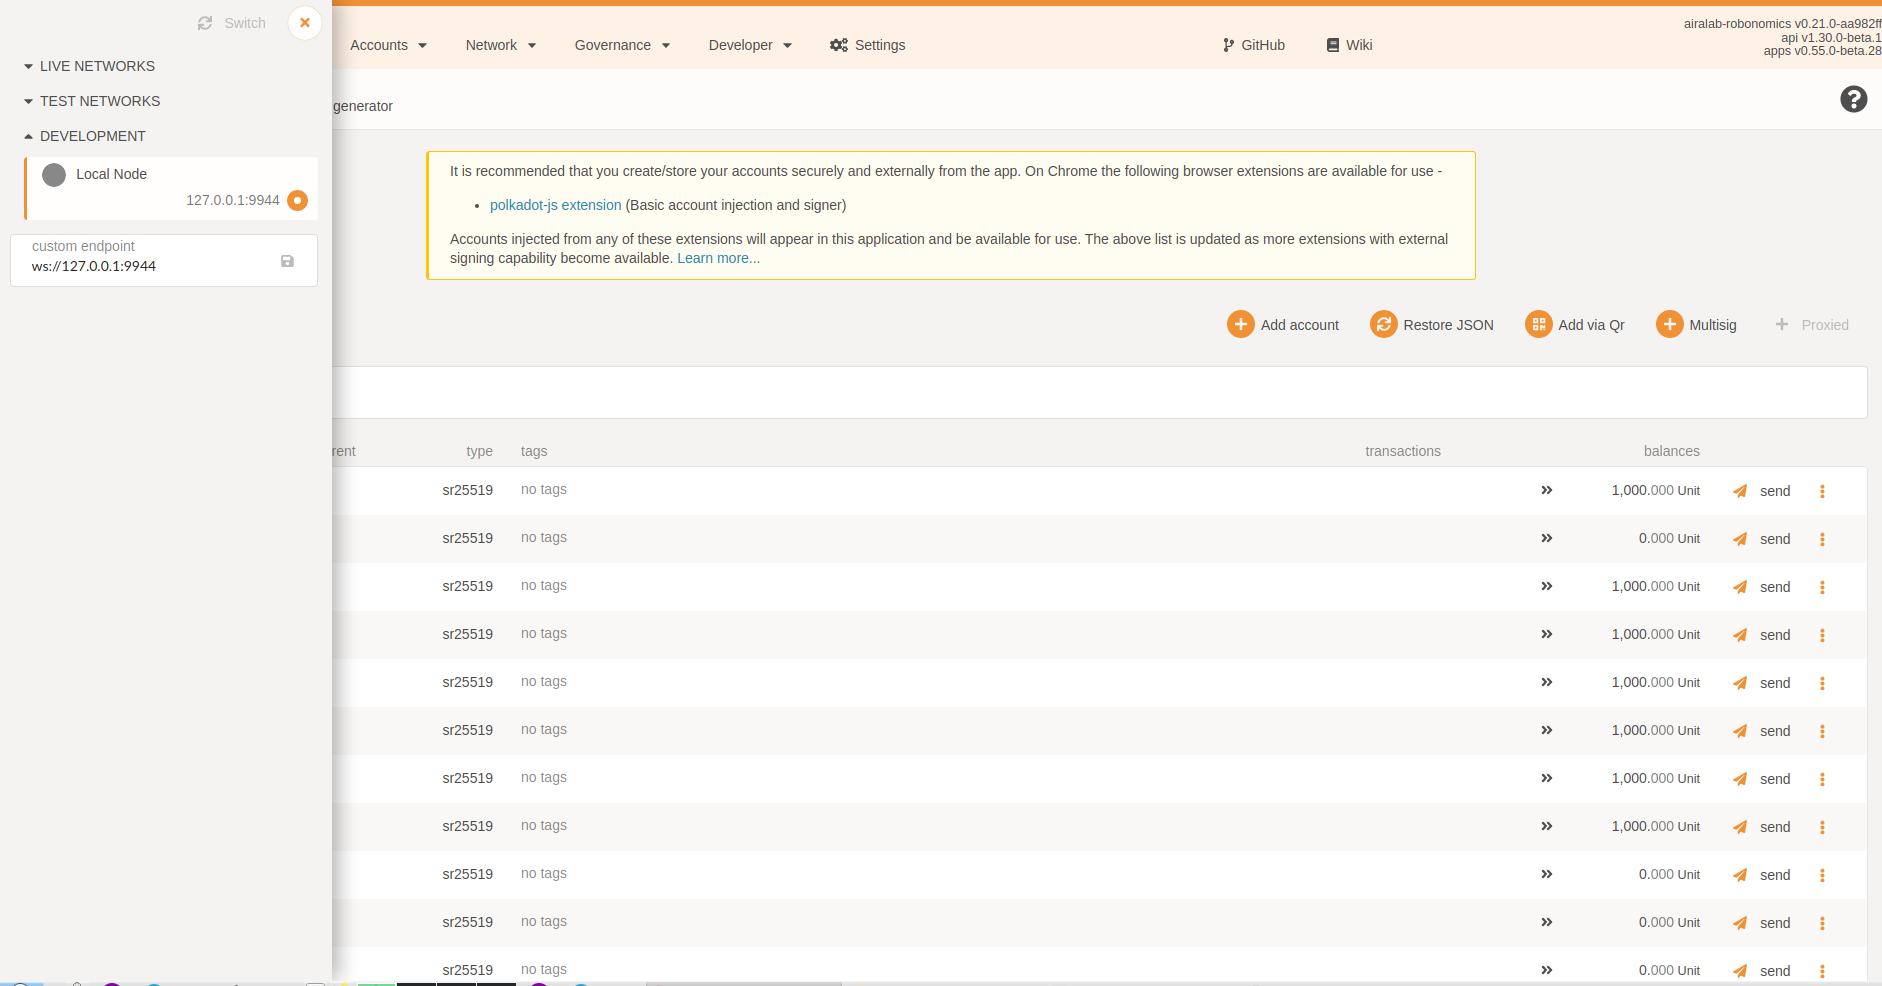 Switch
LIVE NETWORKS
TEST NETWORKS
DEVELOPMENT
Local Node
127.0.0.1:9944
custom endpoint
ws://127.0.0.1:9944
Accounts Network Governance Developer Settings GitHub Wiki
airalab-robonomics v0.21.0-aa982ff
api v1.30.0-beta.1
apps v0.55.0-beta.28
generator
It is recommended that you create/store your accounts securely and externally from the app. On Chrome the following browser extensions are available for use -
• polkadot-js extension (Basic account injection and signer)
Accounts injected from any of these extensions will appear in this application and be available for use. The above list is updated as more extensions with external
signing capability become available. Learn more...
Add account Restore JSON Add via Qr Multisig Proxied
rent type tags transactions balances
sr25519 no tags 1,000.000 Unit send
sr25519 no tags 0.000 Unit send
sr25519 no tags 1,000.000 Unit send
sr25519 no tags 1,000.000 Unit send
sr25519 no tags 1,000.000 Unit send
sr25519 no tags 1,000.000 Unit send
sr25519 no tags 1,000.000 Unit send
sr25519 no tags 1,000.000 Unit send
sr25519 no tags 0.000 Unit send
sr25519 no tags 0.000 Unit send
sr25519 no tags 0.000 Unit send